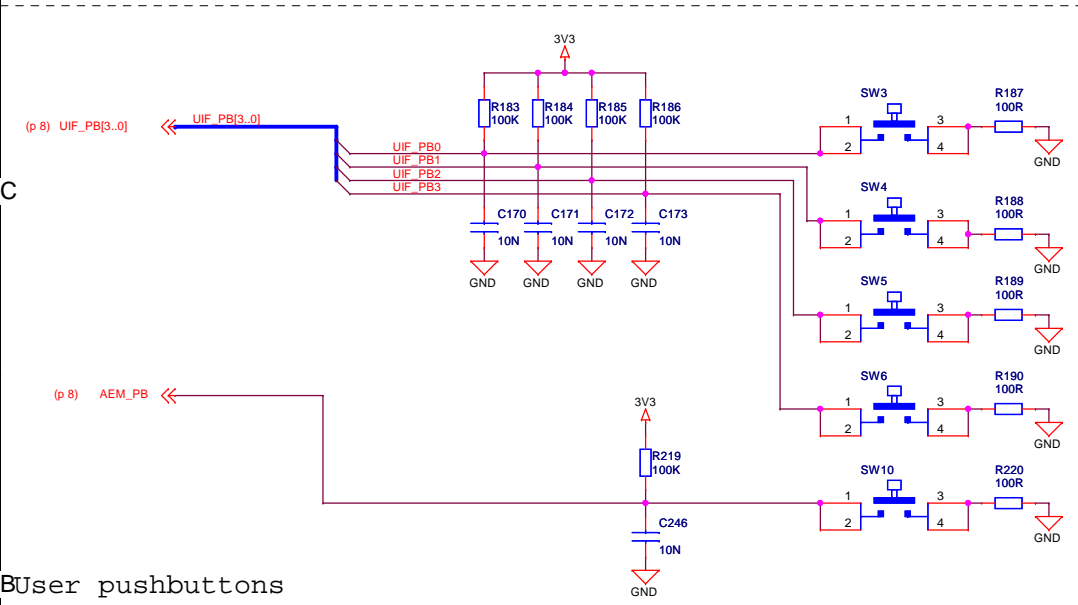 3V3
SW3
R187
100R
R183
100K
R184
100K
R185
100K
R186
100K
(p 8) UIF_PB[3..0]
UIF_PB[3..0]
1
2
3
4
GND
UIF_PB0
UIF_PB1
UIF_PB2
UIF_PB3
C
SW4
R188
100R
1
2
3
4
GND
C170
10N
C171
10N
C172
10N
C173
10N
GND
GND
GND
GND
SW5
R189
100R
1
2
3
4
GND
(p 8) AEM_PB
SW6
R190
100R
1
2
3
4
GND
3V3
R219
100K
SW10
R220
100R
1
2
3
4
GND
C246
10N
GND
B
User pushbuttons